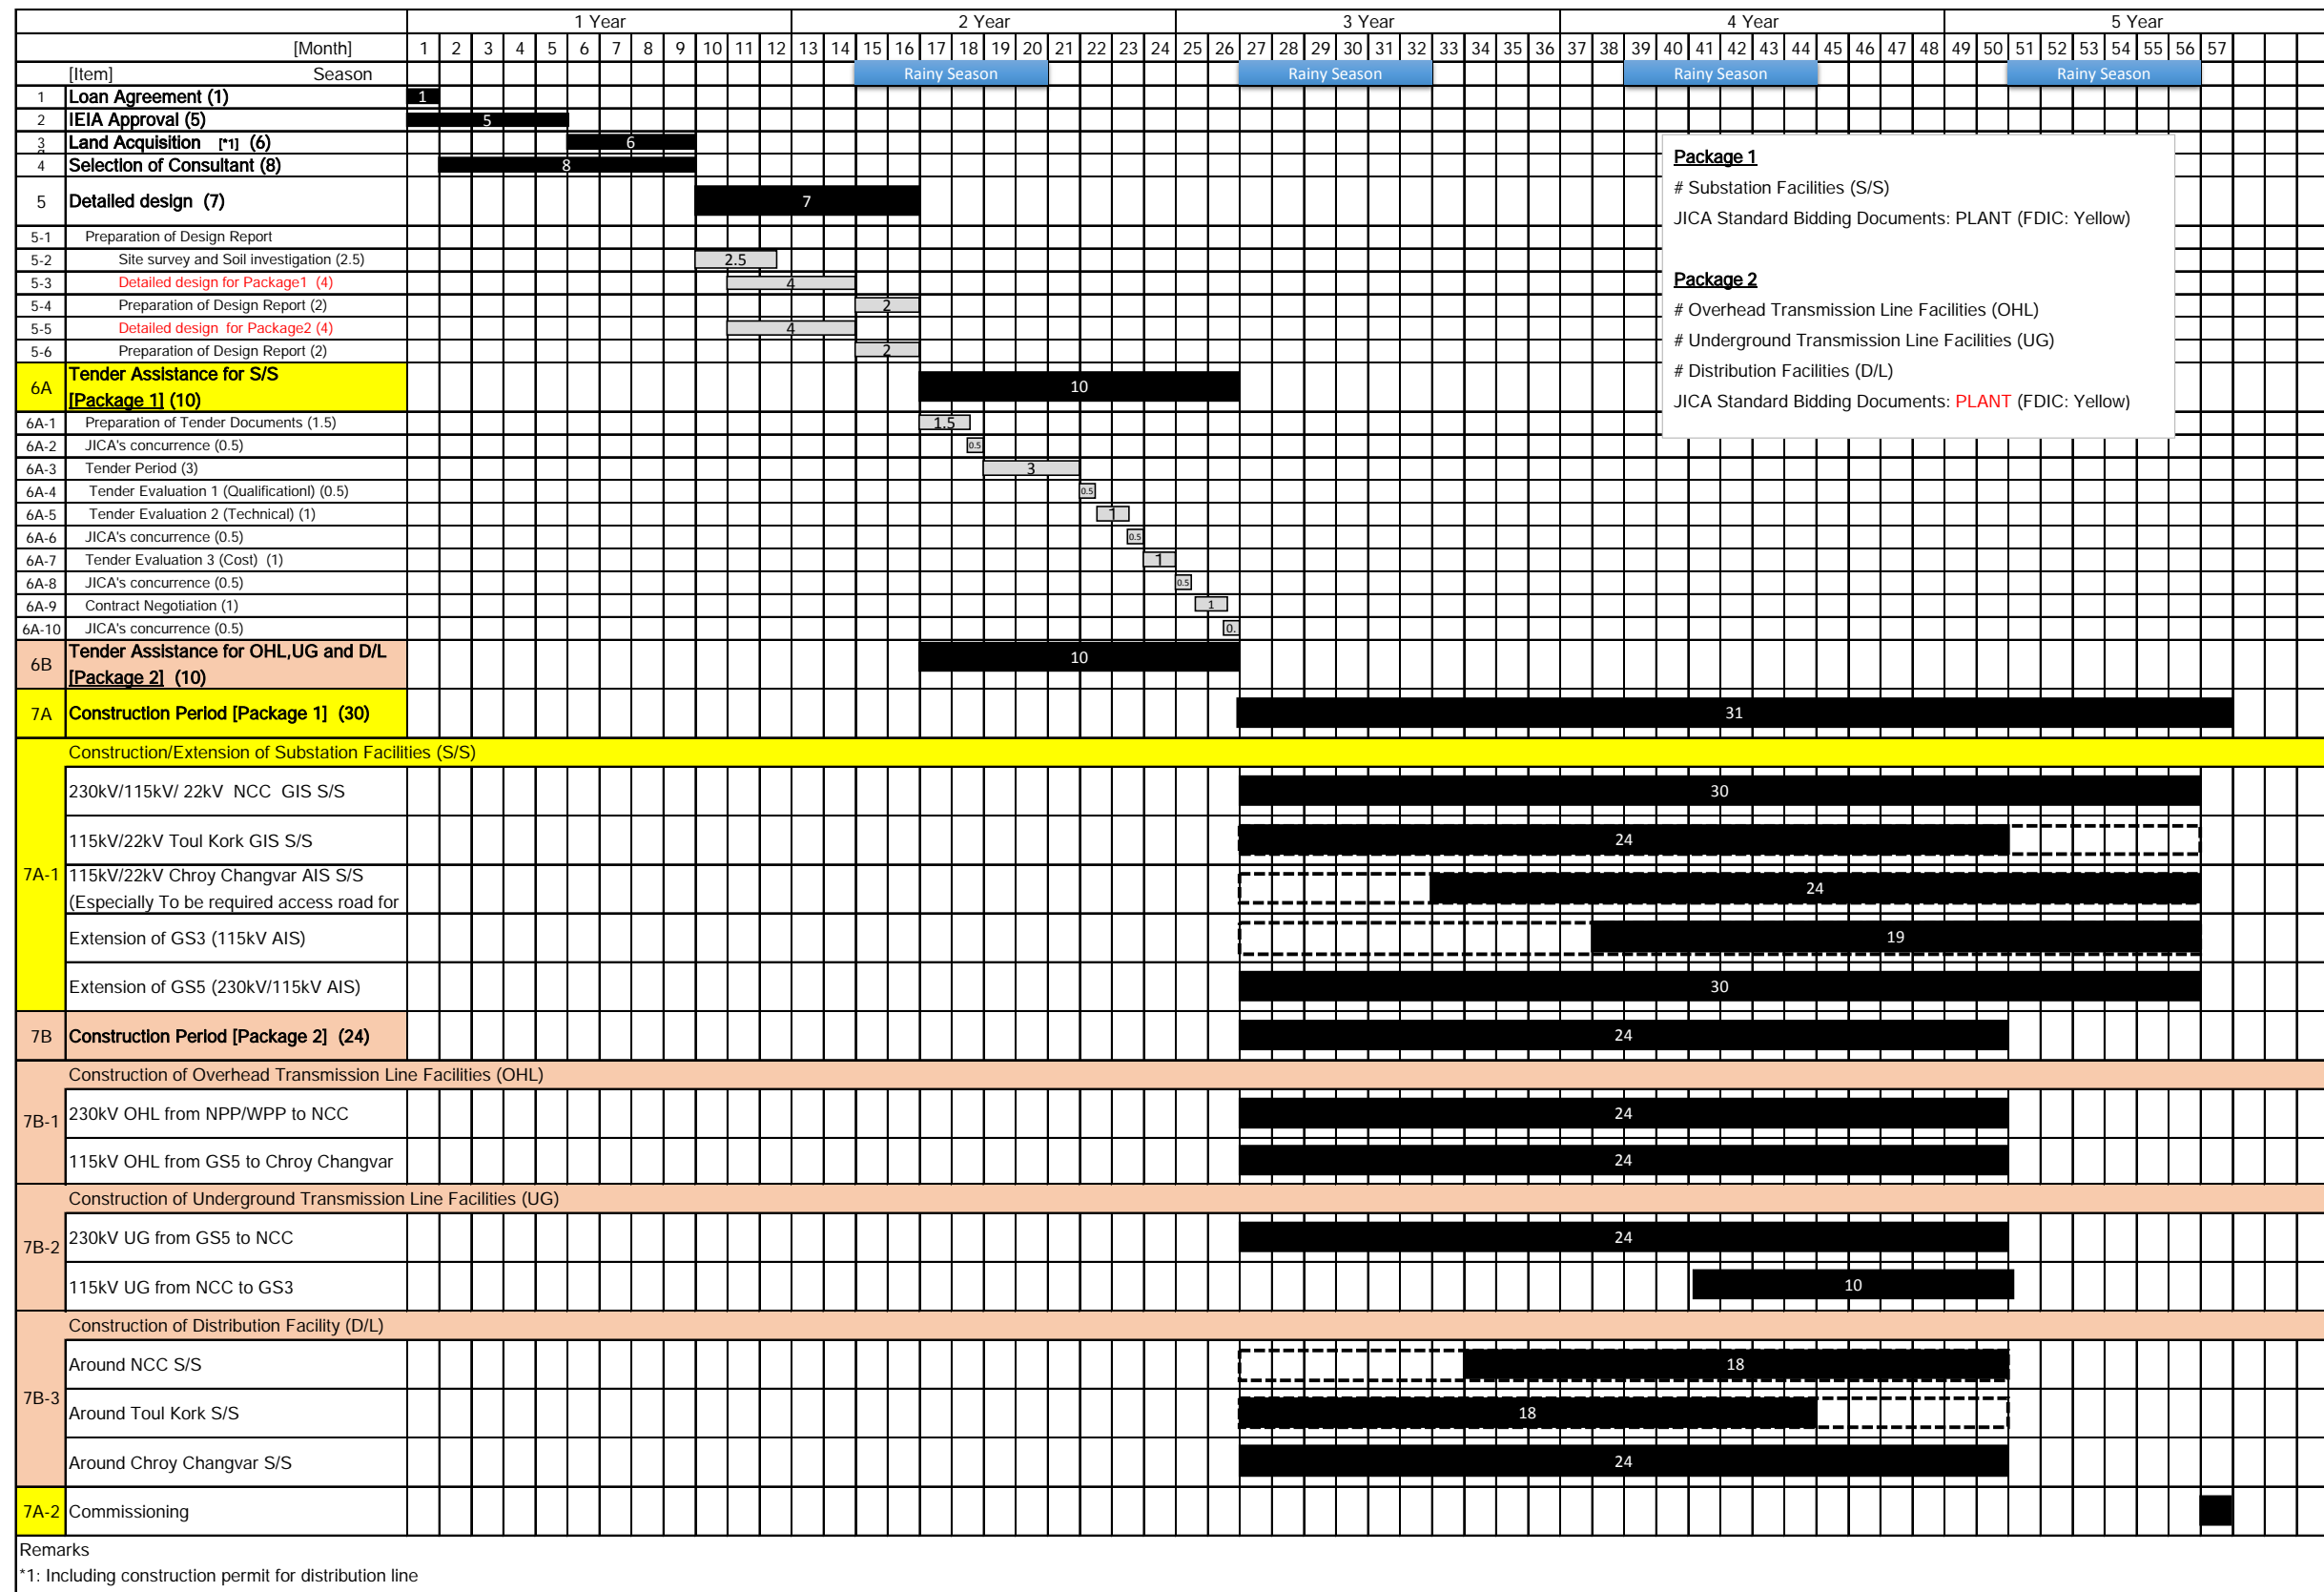 1 Year 2 Year 3 Year 4 Year 5 Year
[Month] 1 2 3 4 5 6 7 8 9 10 11 12 13 14 15 16 17 18 19 20 21 22 23 24 25 26 27 28 29 30 31 32 33 34 35 36 37 38 39 40 41 42 43 44 45 46 47 48 49 50 51 52 53 54 55 56 57
[Item] Season Rainy Season Rainy Season Rainy Season Rainy Season
1 Loan Agreement (1) 1
2 IEIA Approval (5) 5
3 Land Acquisition [*1] (6) 6
4 Selection of Consultant (8) 8
5 Detailed design (7) 7
5-1 Preparation of Design Report
5-2 Site survey and Soil investigation (2.5) 2.5
5-3 Detailed design for Package1 (4) 4
5-4 Preparation of Design Report (2) 2
5-5 Detailed design for Package2 (4) 4
5-6 Preparation of Design Report (2) 2
Package 1
# Substation Facilities (S/S)
JICA Standard Bidding Documents: PLANT (FDIC: Yellow)
Package 2
# Overhead Transmission Line Facilities (OHL)
# Underground Transmission Line Facilities (UG)
# Distribution Facilities (D/L)
JICA Standard Bidding Documents: PLANT (FDIC: Yellow)
6A Tender Assistance for S/S
[Package 1] (10) 10
6A-1 Preparation of Tender Documents (1.5) 1.5
6A-2 JICA's concurrence (0.5) 0.5
6A-3 Tender Period (3) 3
6A-4 Tender Evaluation 1 (Qualificationl) (0.5) 0.5
6A-5 Tender Evaluation 2 (Technical) (1) 1
6A-6 JICA's concurrence (0.5) 0.5
6A-7 Tender Evaluation 3 (Cost) (1) 1
6A-8 JICA's concurrence (0.5) 0.5
6A-9 Contract Negotiation (1) 1
6A-10 JICA's concurrence (0.5) 0.
6B Tender Assistance for OHL,UG and D/L
[Package 2] (10) 10
7A Construction Period [Package 1] (30) 31
Construction/Extension of Substation Facilities (S/S)
7A-1
230kV/115kV/ 22kV NCC GIS S/S 30
115kV/22kV Toul Kork GIS S/S 24
115kV/22kV Chroy Changvar AIS S/S
(Especially To be required access road for 24
Extension of GS3 (115kV AIS) 19
Extension of GS5 (230kV/115kV AIS) 30
7B Construction Period [Package 2] (24) 24
Construction of Overhead Transmission Line Facilities (OHL)
7B-1
230kV OHL from NPP/WPP to NCC 24
115kV OHL from GS5 to Chroy Changvar 24
Construction of Underground Transmission Line Facilities (UG)
7B-2
230kV UG from GS5 to NCC 24
115kV UG from NCC to GS3 10
Construction of Distribution Facility (D/L)
7B-3
Around NCC S/S 18
Around Toul Kork S/S 18
Around Chroy Changvar S/S 24
7A-2 Commissioning
Remarks
*1: Including construction permit for distribution line